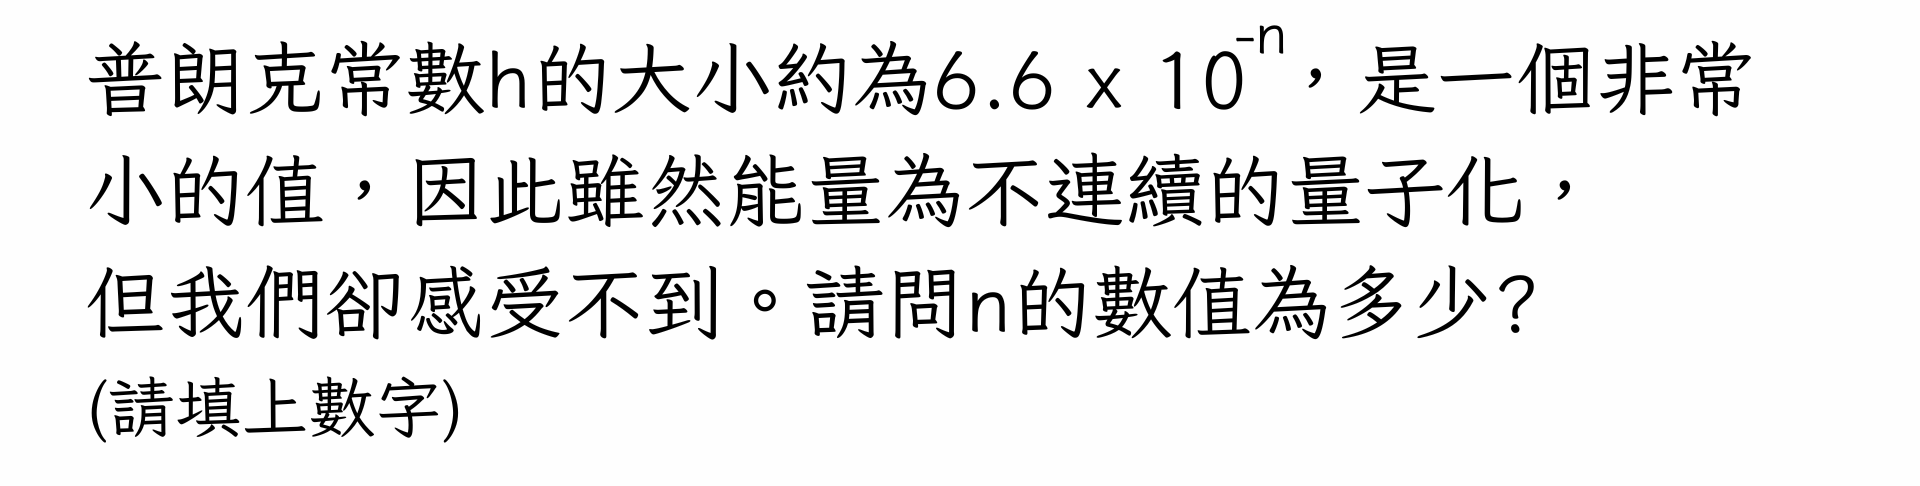 普朗克常數h的大小約為6.6 x 10⁻ⁿ，是一個非常
小的值，因此雖然能量為不連續的量子化，
但我們卻感受不到。請問n的數值為多少?
(請填上數字)